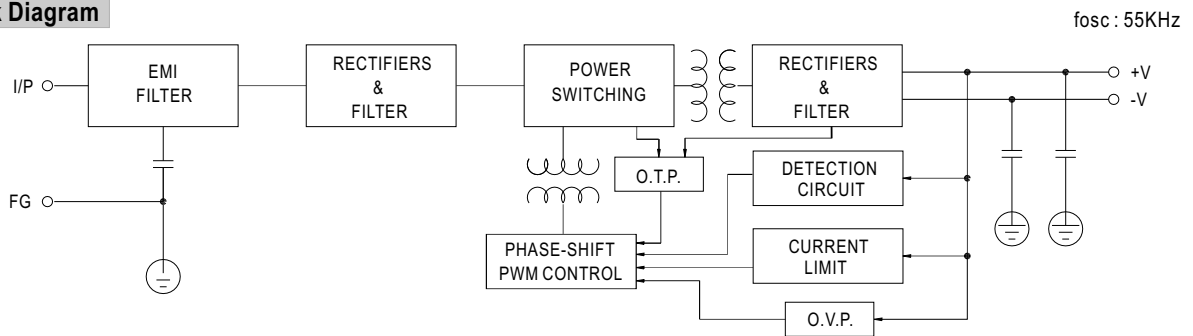 Diagram
fosc : 55KHz
I/P
EMI
FILTER
RECTIFIERS
&
FILTER
POWER
SWITCHING
RECTIFIERS
&
FILTER
+V
-V
O.T.P.
DETECTION
CIRCUIT
FG
PHASE-SHIFT
PWM CONTROL
CURRENT
LIMIT
O.V.P.